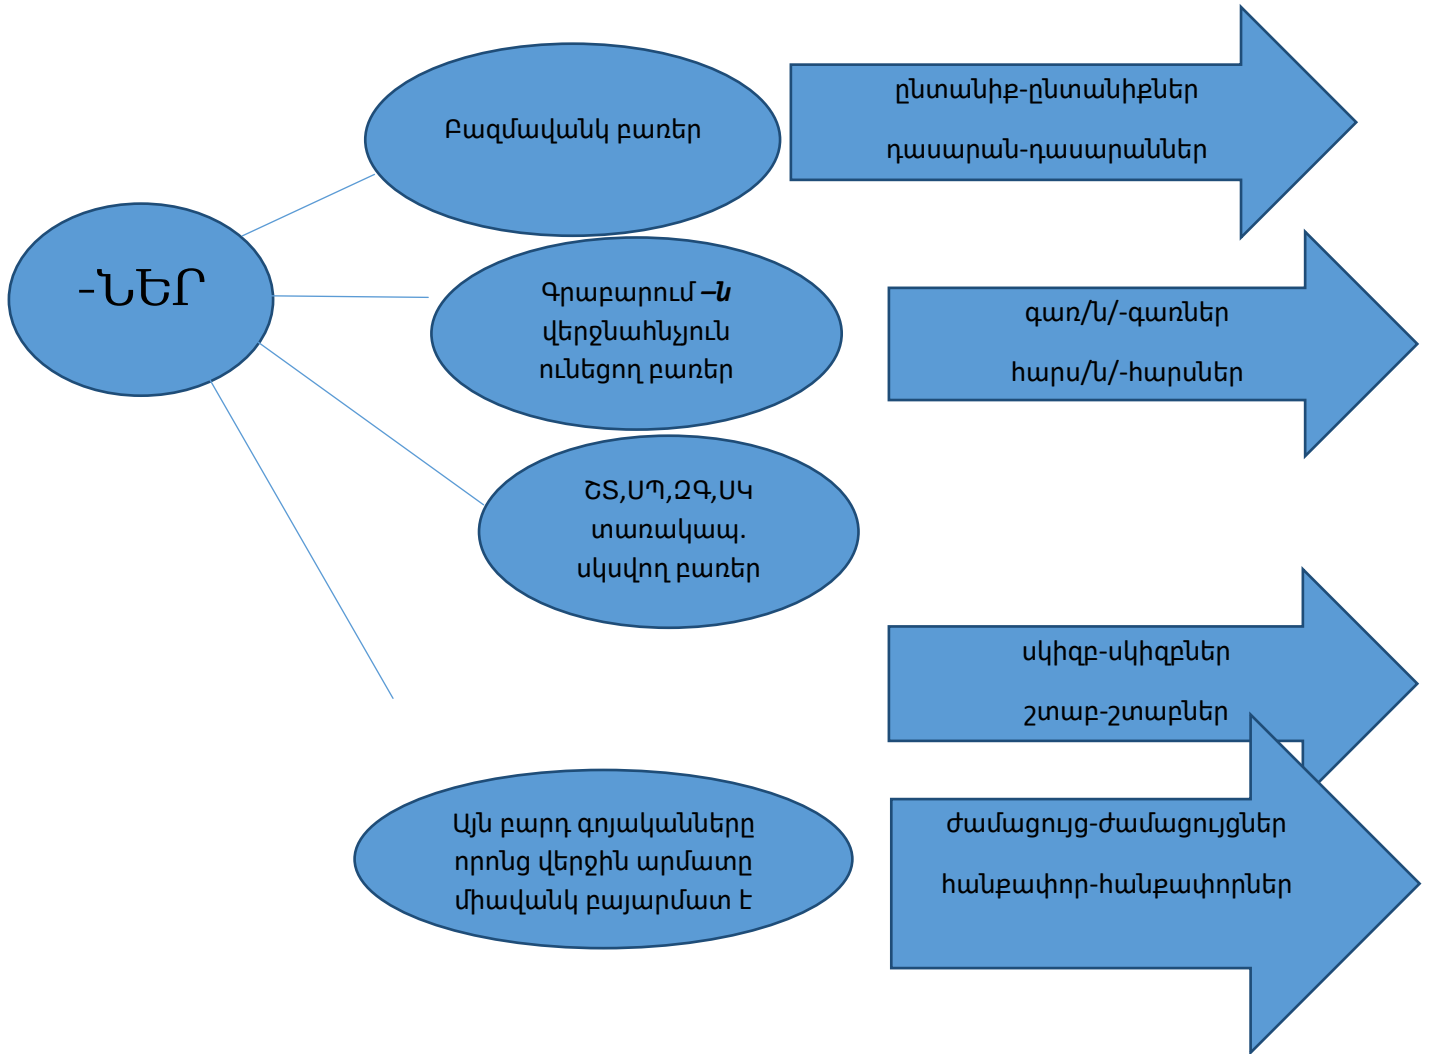 -ՆԵՐ
Բազմավանկ բառեր
ընտանիք-ընտանիքներ
դասարան-դասարաններ
Գրաբարում –ն
վերջնահնչյուն
ունեցող բառեր
գառ/ն/-գառներ
հարս/ն/-հարսներ
ՇՏ,ՍՊ,ԶԳ,ՍԿ
տառակապ.
սկսվող բառեր
սկիզբ-սկիզբներ
շտաբ-շտաբներ
Այն բարդ գոյականները
որոնց վերջին արմատը
միավանկ բայարմատ է
ժամացույց-ժամացույցներ
հանքափոր-հանքափորներ